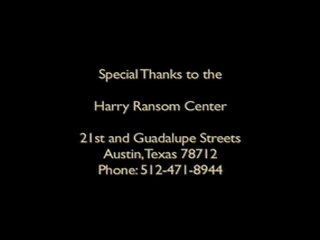 Special Thanks to the
Harry Ransom Center
21st and Guadalupe Streets
Austin, Texas 78712
Phone: 512-471-8944